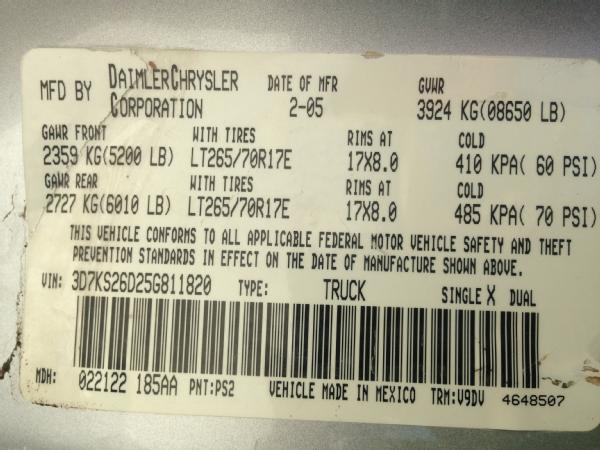 MFD BY DAIMLERCHRYSLER CORPORATION DATE OF MFR 2-05 GVWR 3924 KG(08650 LB)
GAWR FRONT WITH TIRES RIMS AT COLD
2359 KG(5200 LB) LT265/70R17E 17X8.0 410 KPA( 60 PSI)
GAWR REAR WITH TIRES RIMS AT COLD
2727 KG(6010 LB) LT265/70R17E 17X8.0 485 KPA( 70 PSI)
THIS VEHICLE CONFORMS TO ALL APPLICABLE FEDERAL MOTOR VEHICLE SAFETY AND THEFT
PREVENTION STANDARDS IN EFFECT ON THE DATE OF MANUFACTURE SHOWN ABOVE.
VIN: 3D7KS26D25G811820 TYPE: TRUCK SINGLE X DUAL
MDH: 022122 185AA PNT:PS2 VEHICLE MADE IN MEXICO TRM:V9DV 4648507